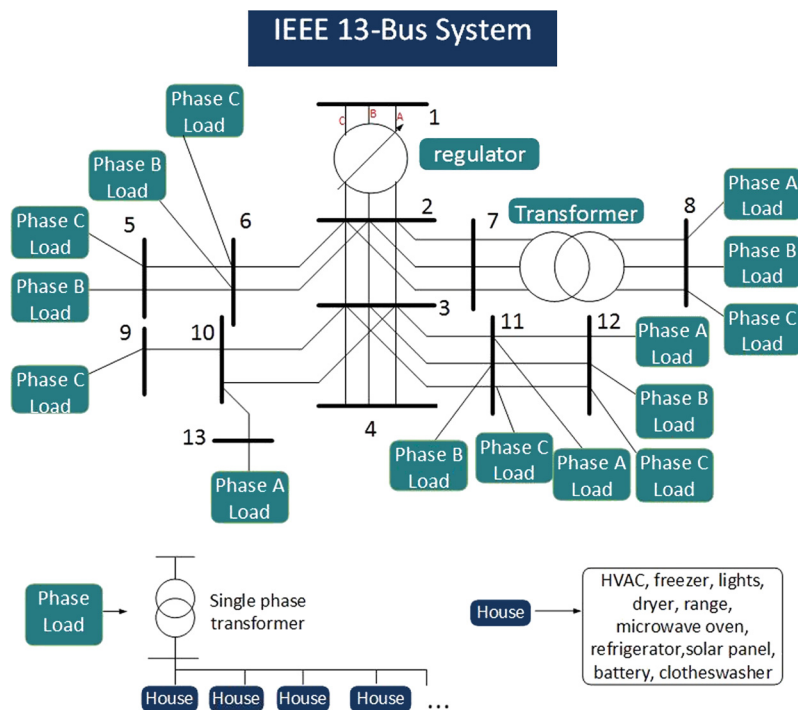 IEEE 13-Bus System
Phase C
Load
C
B
A
1
regulator
Phase B
Load
Phase A
Load
5
6
2
7
Transformer
8
Phase C
Load
Phase B
Load
Phase B
Load
3
9
10
11
12
Phase C
Load
Phase A
Load
Phase C
Load
Phase B
Load
13
4
Phase B
Load
Phase C
Load
Phase A
Load
Phase C
Load
Phase A
Load
Phase
Load
Single phase
transformer
House
HVAC, freezer, lights,
dryer, range,
microwave oven,
refrigerator,solar panel,
battery, clotheswasher
House
House
House
House
...